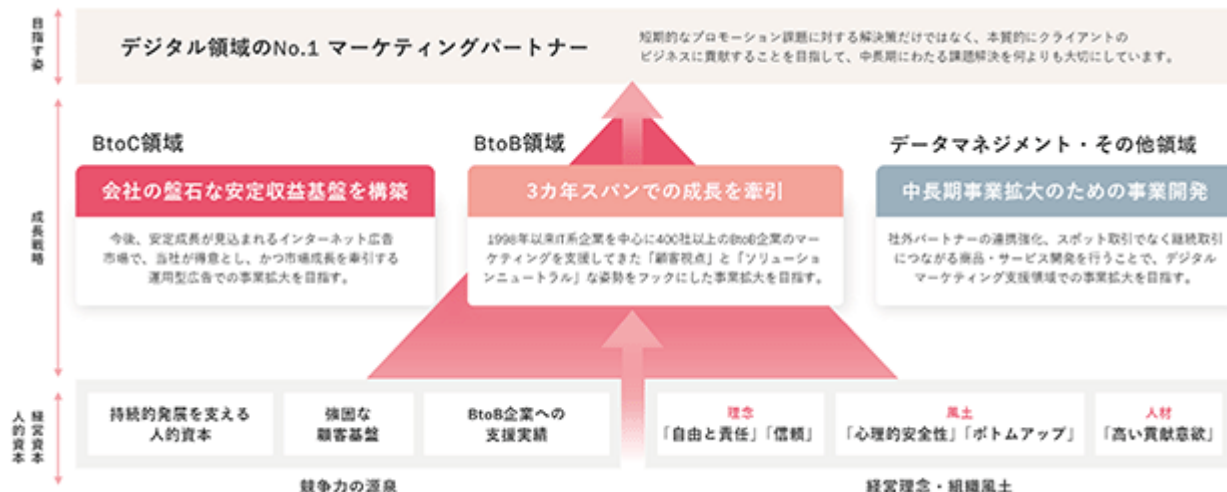 目指す姿
デジタル領域のNo.1 マーケティングパートナー
短期的なプロモーション課題に対する解決策だけではなく、本質的にクライアントの
ビジネスに貢献することを目指して、中長期にわたる課題解決を何よりも大切にしています。
成長戦略
BtoC領域
会社の盤石な安定収益基盤を構築
今後、安定成長が見込まれるインターネット広告
市場で、当社が得意とし、かつ市場成長を牽引する
運用型広告での事業拡大を目指す。
BtoB領域
3カ年スパンでの成長を牽引
1998年以来IT系企業を中心に400社以上のBtoB企業のマー
ケティングを支援してきた「顧客視点」と「ソリューショ
ンニュートラル」な姿勢をフックにした事業拡大を目指す。
データマネジメント・その他領域
中長期事業拡大のための事業開発
社外パートナーの連携強化、スポット取引でなく継続取引
につながる商品・サービス開発を行うことで、デジタル
マーケティング支援領域での事業拡大を目指す。
経営資本
人的資本
持続的発展を支える
人的資本
強固な
顧客基盤
BtoB企業への
支援実績
競争力の源泉
理念
「自由と責任」「信頼」
風土
「心理的安全性」「ボトムアップ」
人材
「高い貢献意欲」
経営理念・組織風土